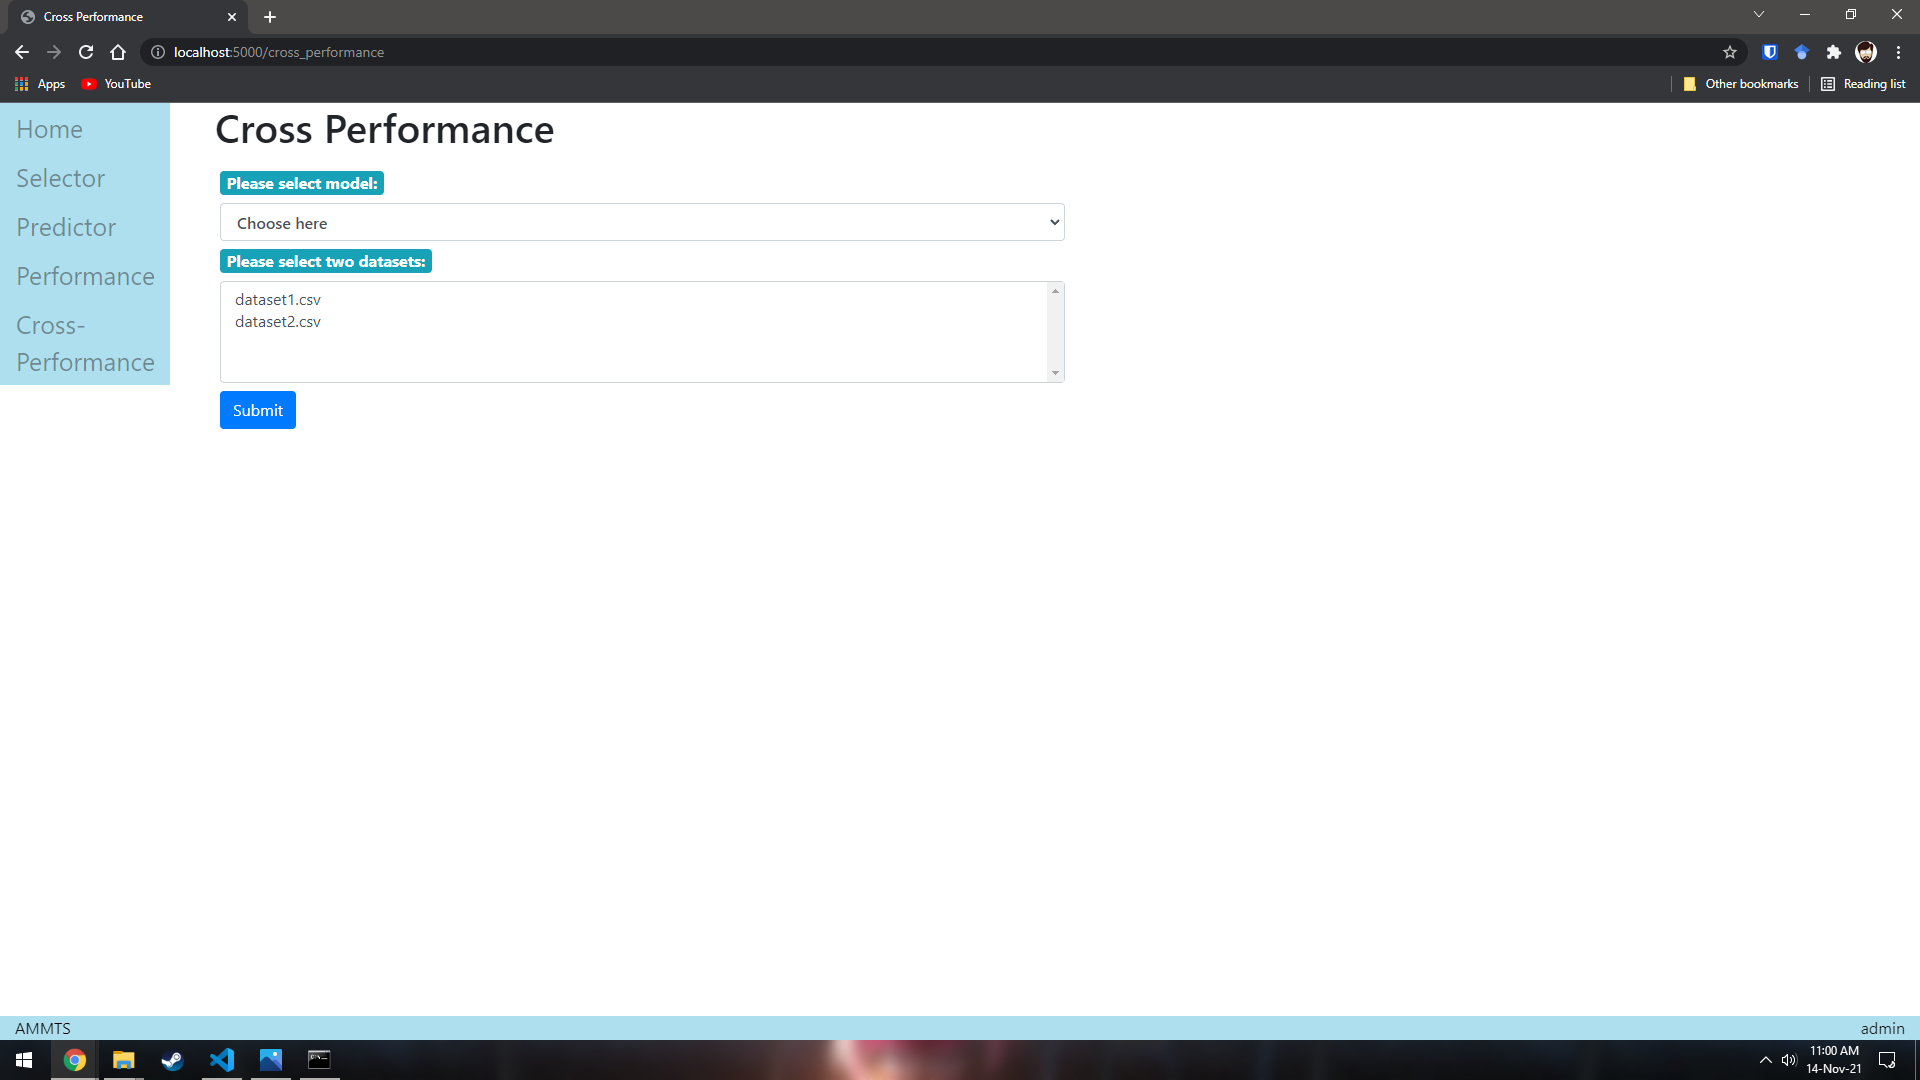 Cross Performance
localhost:5000/cross_performance
Apps
YouTube
Other bookmarks
Reading list
Home
Selector
Predictor
Performance
Cross-
Performance
Cross Performance
Please select model:
Choose here
Please select two datasets:
dataset1.csv
dataset2.csv
Submit
AMMTS
admin
11:00 AM
14-Nov-21